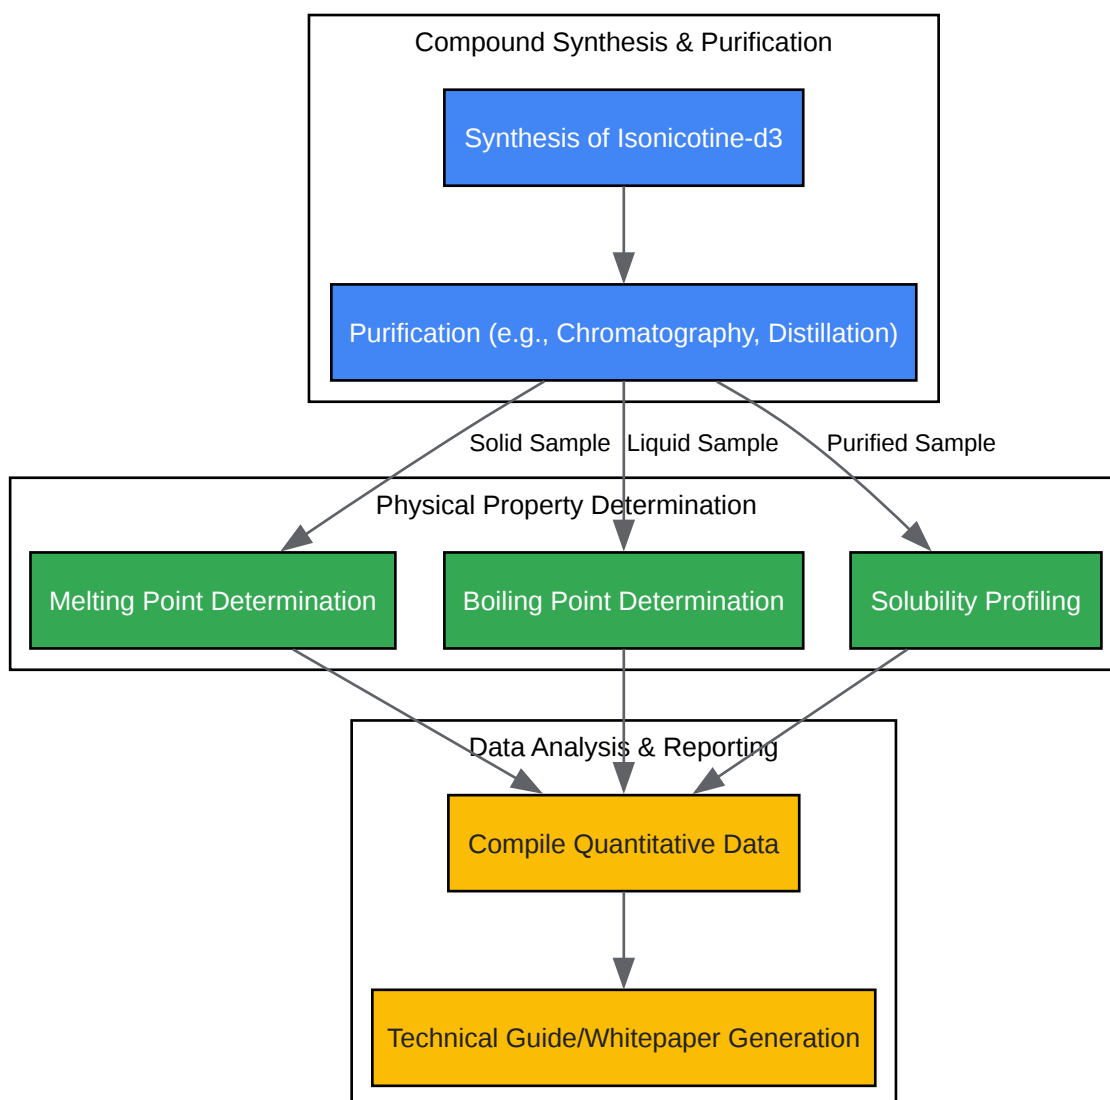 Compound Synthesis & Purification
Synthesis of Isonicotine-d3
Purification (e.g., Chromatography, Distillation)
Solid Sample
Liquid Sample
Purified Sample
Physical Property Determination
Melting Point Determination
Boiling Point Determination
Solubility Profiling
Data Analysis & Reporting
Compile Quantitative Data
Technical Guide/Whitepaper Generation